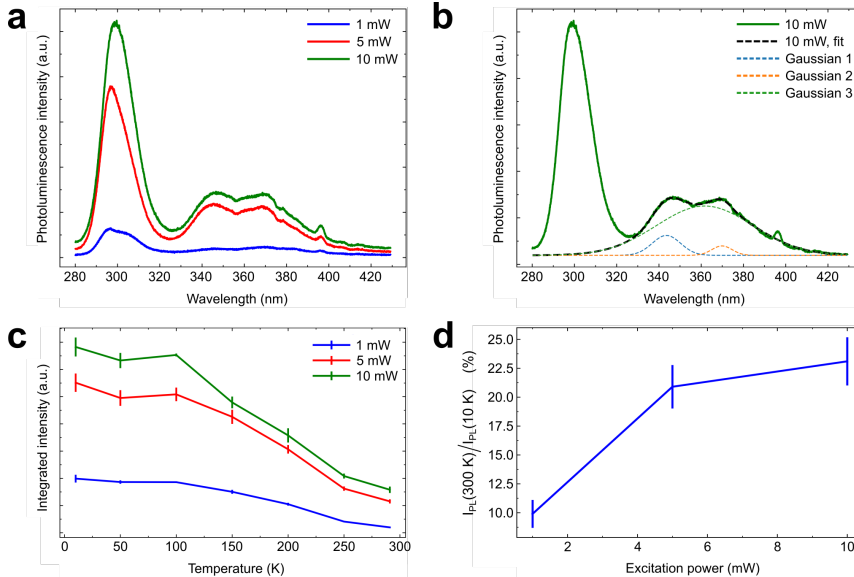 a
1 mW
5 mW
10 mW
Photoluminescence intensity (a.u.)
280 300 320 340 360 380 400 420
Wavelength (nm)
b
10 mW
10 mW, fit
Gaussian 1
Gaussian 2
Gaussian 3
Photoluminescence intensity (a.u.)
280 300 320 340 360 380 400 420
Wavelength (nm)
c
1 mW
5 mW
10 mW
Integrated intensity (a.u.)
0 50 100 150 200 250 300
Temperature (K)
d
I_PL(300 K)/I_PL(10 K) (%)
25.0
22.5
20.0
17.5
15.0
12.5
10.0
2 4 6 8 10
Excitation power (mW)